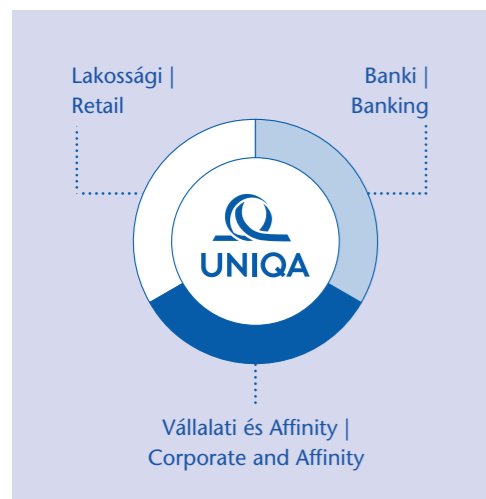 Lakossági |
Retail
Banki |
Banking
UNIQA
Vállalati és Affinity |
Corporate and Affinity